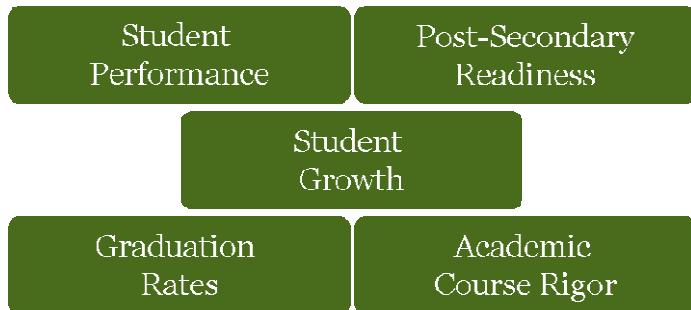 Student
Performance
Post-Secondary
Readiness
Student
Growth
Graduation
Rates
Academic
Course Rigor